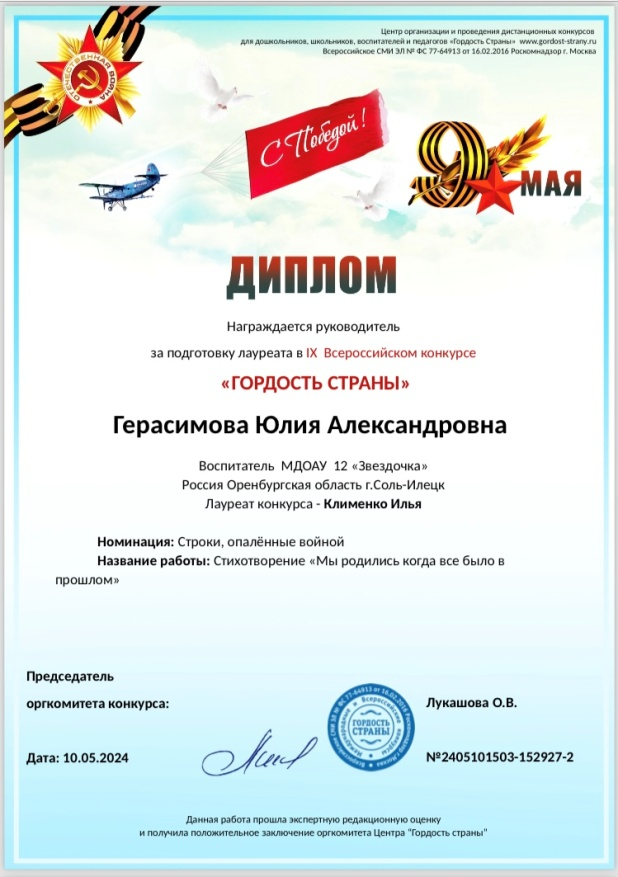 Центр организации и проведения дистанционных конкурсов
для дошкольников, школьников, воспитателей и педагогов «Гордость Страны» www.gordost-strany.ru
Всероссийское СМИ ЭЛ № ФС 77-64913 от 16.02.2016 Роскомнадзор г. Москва
ОТЕЧЕСТВЕННАЯ ВОЙНА
С Победой!
9 МАЯ
ДИПЛОМ
Награждается руководитель
за подготовку лауреата в IX Всероссийском конкурсе
«ГОРДОСТЬ СТРАНЫ»
Герасимова Юлия Александровна
Воспитатель МДОАУ 12 «Звездочка»
Россия Оренбургская область г.Соль-Илецк
Лауреат конкурса - Клименко Илья
Номинация: Строки, опалённые войной
Название работы: Стихотворение «Мы родились когда все было в
прошлом»
Председатель
оргкомитета конкурса:
Лукашова О.В.
ГОРДОСТЬ
СТРАНЫ
Дата: 10.05.2024
№2405101503-152927-2
Данная работа прошла экспертную редакционную оценку
и получила положительное заключение оргкомитета Центра "Гордость страны"